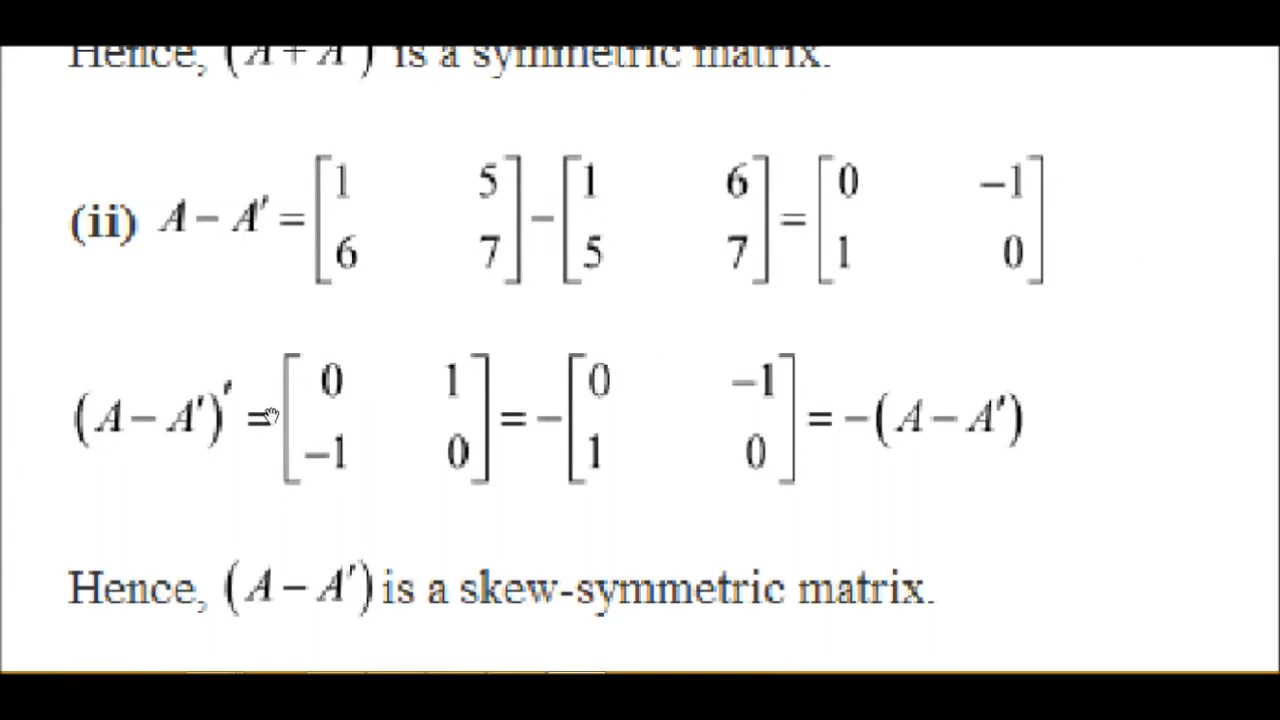 Hence, (A + A') is a symmetric matrix.
(ii) A − A' = [1 5; 6 7] − [1 6; 5 7] = [0 −1; 1 0]
(A − A')' = [0 1; −1 0] = −[0 −1; 1 0] = −(A − A')
Hence, (A − A') is a skew-symmetric matrix.